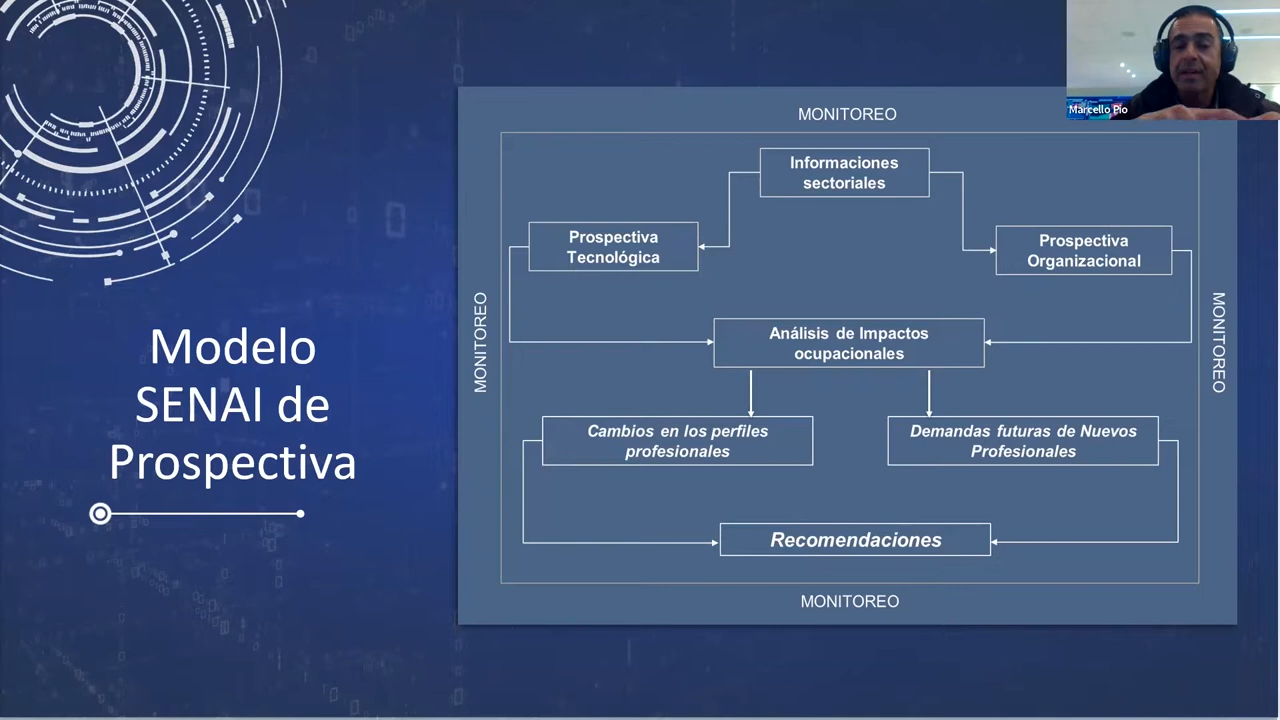 Marcello Pio
MONITOREO
Informaciones
sectoriales
Prospectiva
Tecnológica
Prospectiva
Organizacional
MONITOREO
MONITOREO
Análisis de Impactos
ocupacionales
Modelo
SENAI de
Prospectiva
Cambios en los perfiles
profesionales
Demandas futuras de Nuevos
Profesionales
Recomendaciones
MONITOREO